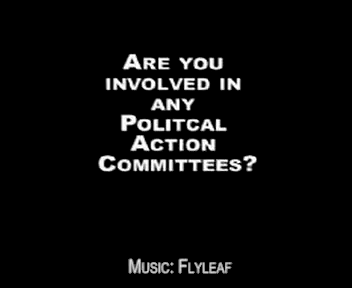 Are you
involved in
any
Politcal
Action
Committees?
Music: Flyleaf